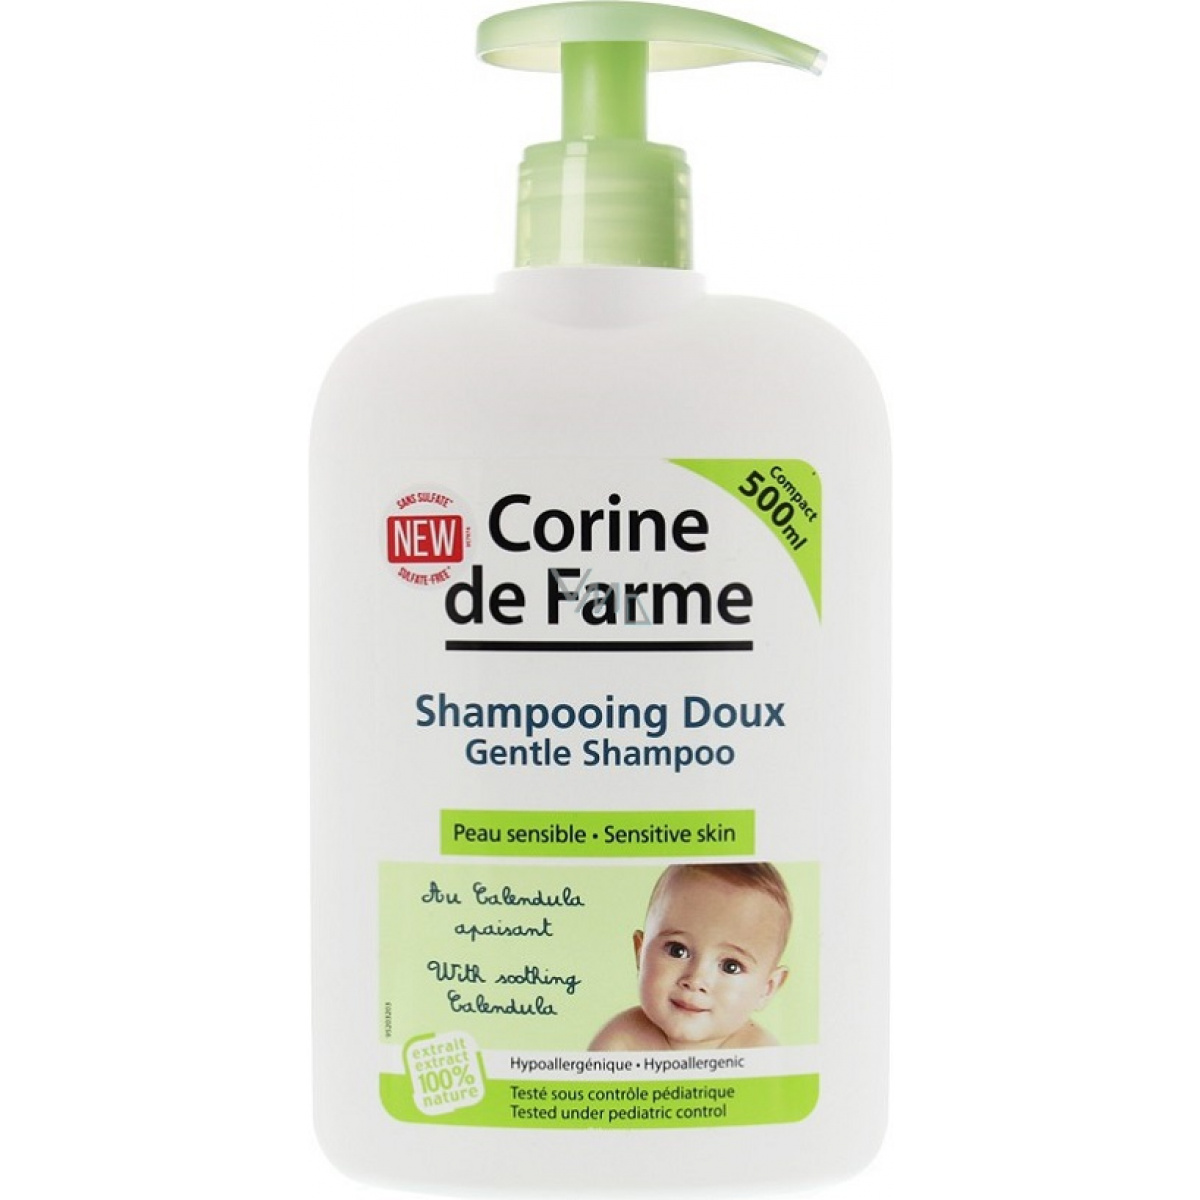 Compact
500ml
SANS SULFATE*
NEW
SULFATE-FREE*
Corine
de Farme
Shampooing Doux
Gentle Shampoo
Peau sensible • Sensitive skin
Au Calendula
apaisant
With soothing
Calendula
extrait
extract
100%
nature
Hypoallergénique • Hypoallergenic
Testé sous contrôle pédiatrique
Tested under pediatric control